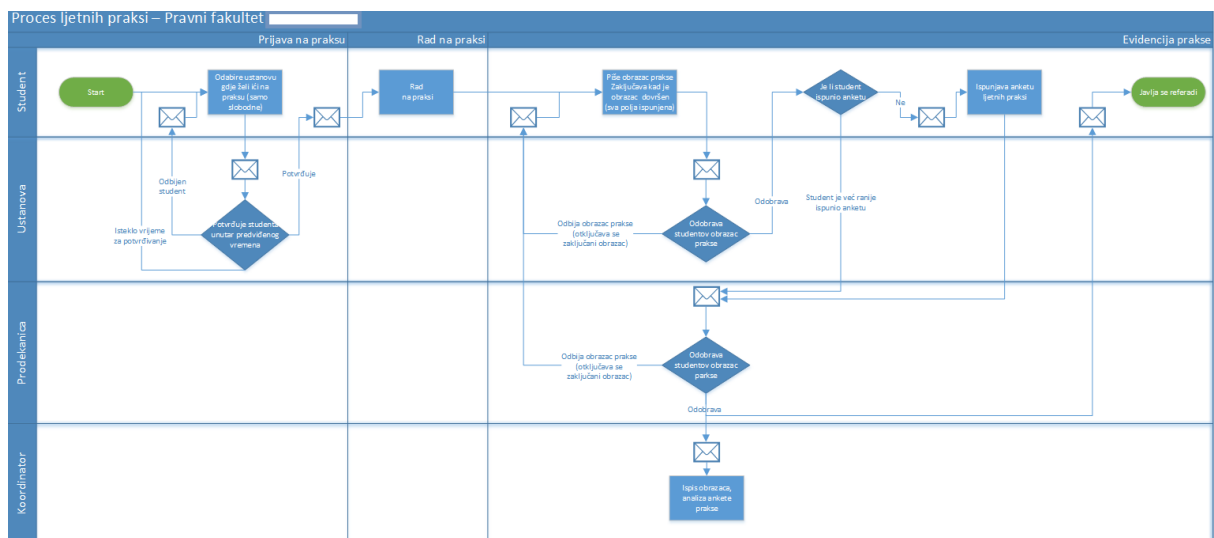 Proces ljetnih praksi – Pravni fakultet
Prijava na praksu
Rad na praksi
Evidencija prakse
Student
Start
Odabire ustanovu
gdje želi ići na
praksu (samo
slobodne)
Rad
na praksi
Piše obrazac prakse
Zaključava kad je
obrazac dovršen
(sva polja ispunjena)
Je li student
ispunio anketu
Ne
Ispunjava anketu
ljetnih praksi
Javlja se referadi
Ustanova
Odbijen
student
Potvrđuje
Isteklo vrijeme
za potvrđivanje
Potvrđuje studenta
unutar predviđenog
vremena
Odbija obrazac prakse
(otključava se
zaključani obrazac)
Odobrava
studentov obrazac
prakse
Odobrava
Student je već ranije
ispunio anketu
Prodekanica
Odbija obrazac prakse
(otključava se
zaključani obrazac)
Odobrava
studentov obrazac
parkse
Odobrava
Koordinator
Ispis obrazaca,
analiza ankete
prakse